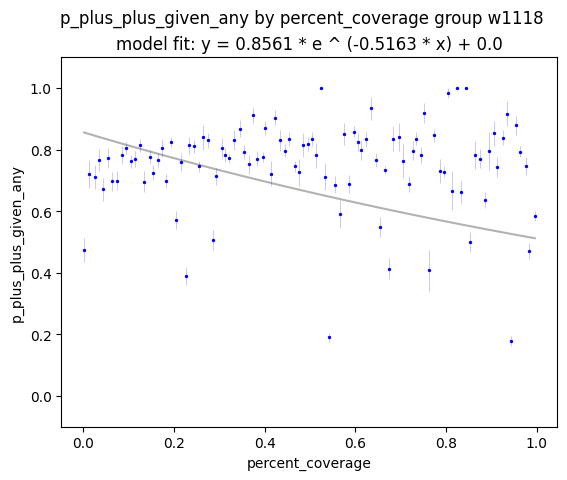 p_plus_plus_given_any by percent_coverage group w1118
model fit: y = 0.8561 * e ^ (-0.5163 * x) + 0.0
1.0
0.8
0.6
0.4
0.2
0.0
p_plus_plus_given_any
0.0 0.2 0.4 0.6 0.8 1.0
percent_coverage